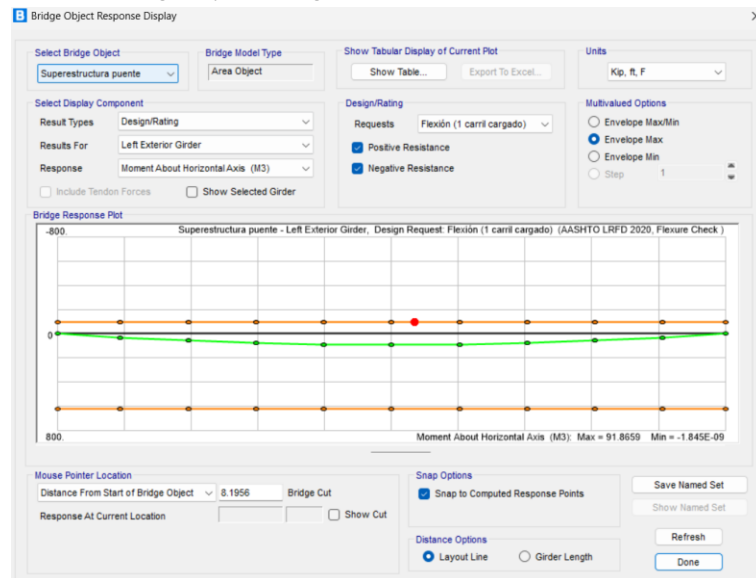 Bridge Object Response Display
Select Bridge Object
Superestructura puente
Bridge Model Type
Area Object
Show Tabular Display of Current Plot
Show Table...
Export To Excel...
Units
Kip, ft, F
Select Display Component
Result Types
Design/Rating
Results For
Left Exterior Girder
Response
Moment About Horizontal Axis (M3)
Include Tendon Forces
Show Selected Girder
Design/Rating
Requests
Flexión (1 carril cargado)
Positive Resistance
Negative Resistance
Multivalued Options
Envelope Max/Min
Envelope Max
Envelope Min
Step
1
Bridge Response Plot
-800.
Superestructura puente - Left Exterior Girder, Design Request: Flexión (1 carril cargado) (AASHTO LRFD 2020, Flexure Check )
0
800.
Moment About Horizontal Axis (M3): Max = 91.8659 Min = -1.845E-09
Mouse Pointer Location
Distance From Start of Bridge Object
8.1956
Bridge Cut
Response At Current Location
Show Cut
Snap Options
Snap to Computed Response Points
Distance Options
Layout Line
Girder Length
Save Named Set
Show Named Set
Refresh
Done